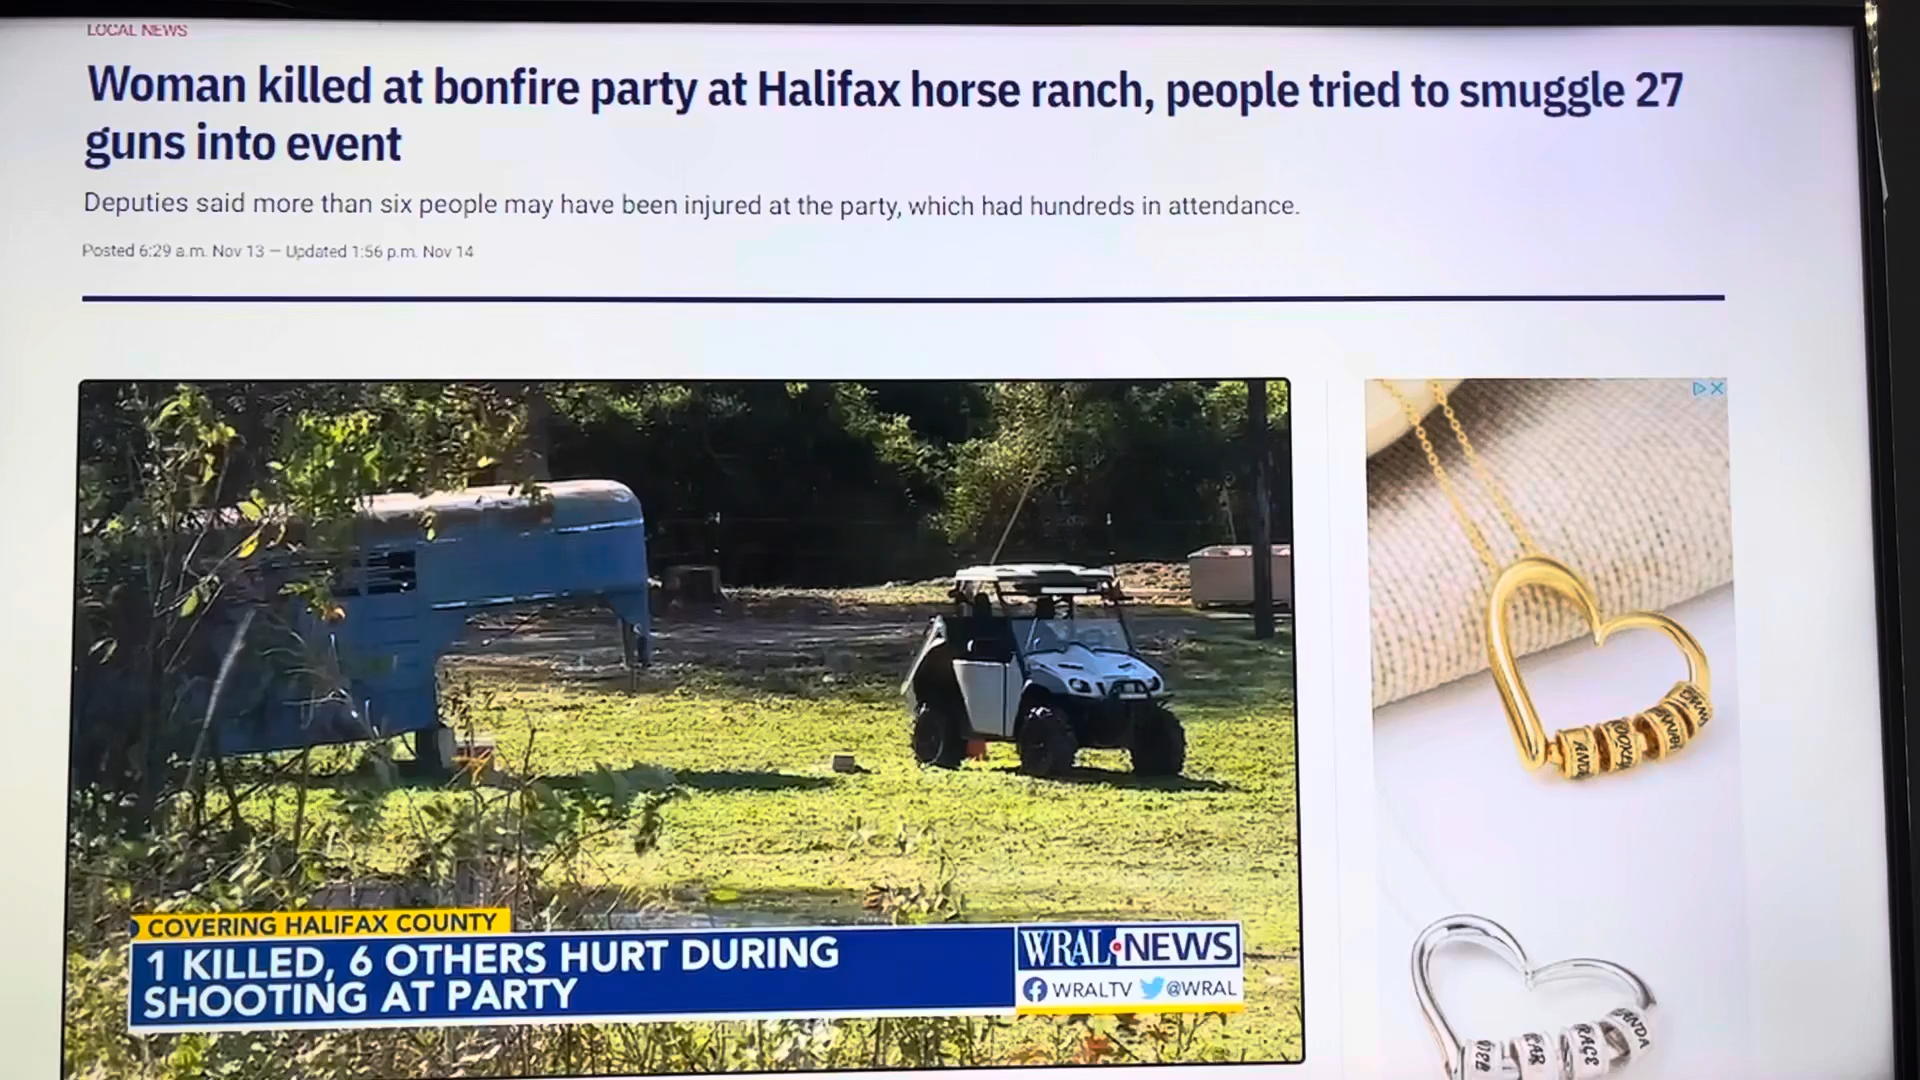 LOCAL NEWS
Woman killed at bonfire party at Halifax horse ranch, people tried to smuggle 27
guns into event
Deputies said more than six people may have been injured at the party, which had hundreds in attendance.
Posted 6:29 a.m. Nov 13 — Updated 1:56 p.m. Nov 14
COVERING HALIFAX COUNTY
1 KILLED, 6 OTHERS HURT DURING
SHOOTING AT PARTY
WRAL NEWS
WRALTV @WRAL